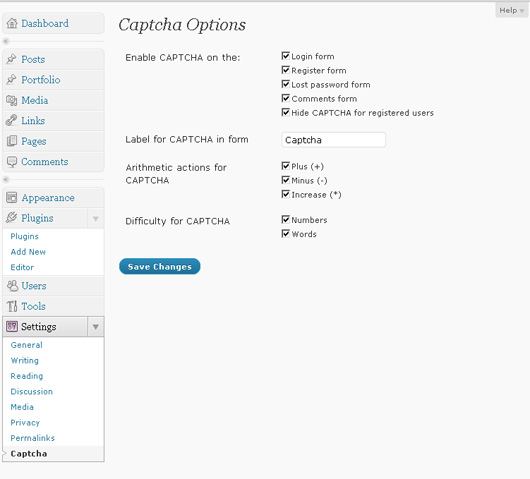 Help
Dashboard
Posts
Portfolio
Media
Links
Pages
Comments
Appearance
Plugins
Plugins
Add New
Editor
Users
Tools
Settings
General
Writing
Reading
Discussion
Media
Privacy
Permalinks
Captcha
Captcha Options
Enable CAPTCHA on the:
Login form
Register form
Lost password form
Comments form
Hide CAPTCHA for registered users
Label for CAPTCHA in form
Captcha
Arithmetic actions for
CAPTCHA
Plus (+)
Minus (-)
Increase (*)
Difficulty for CAPTCHA
Numbers
Words
Save Changes